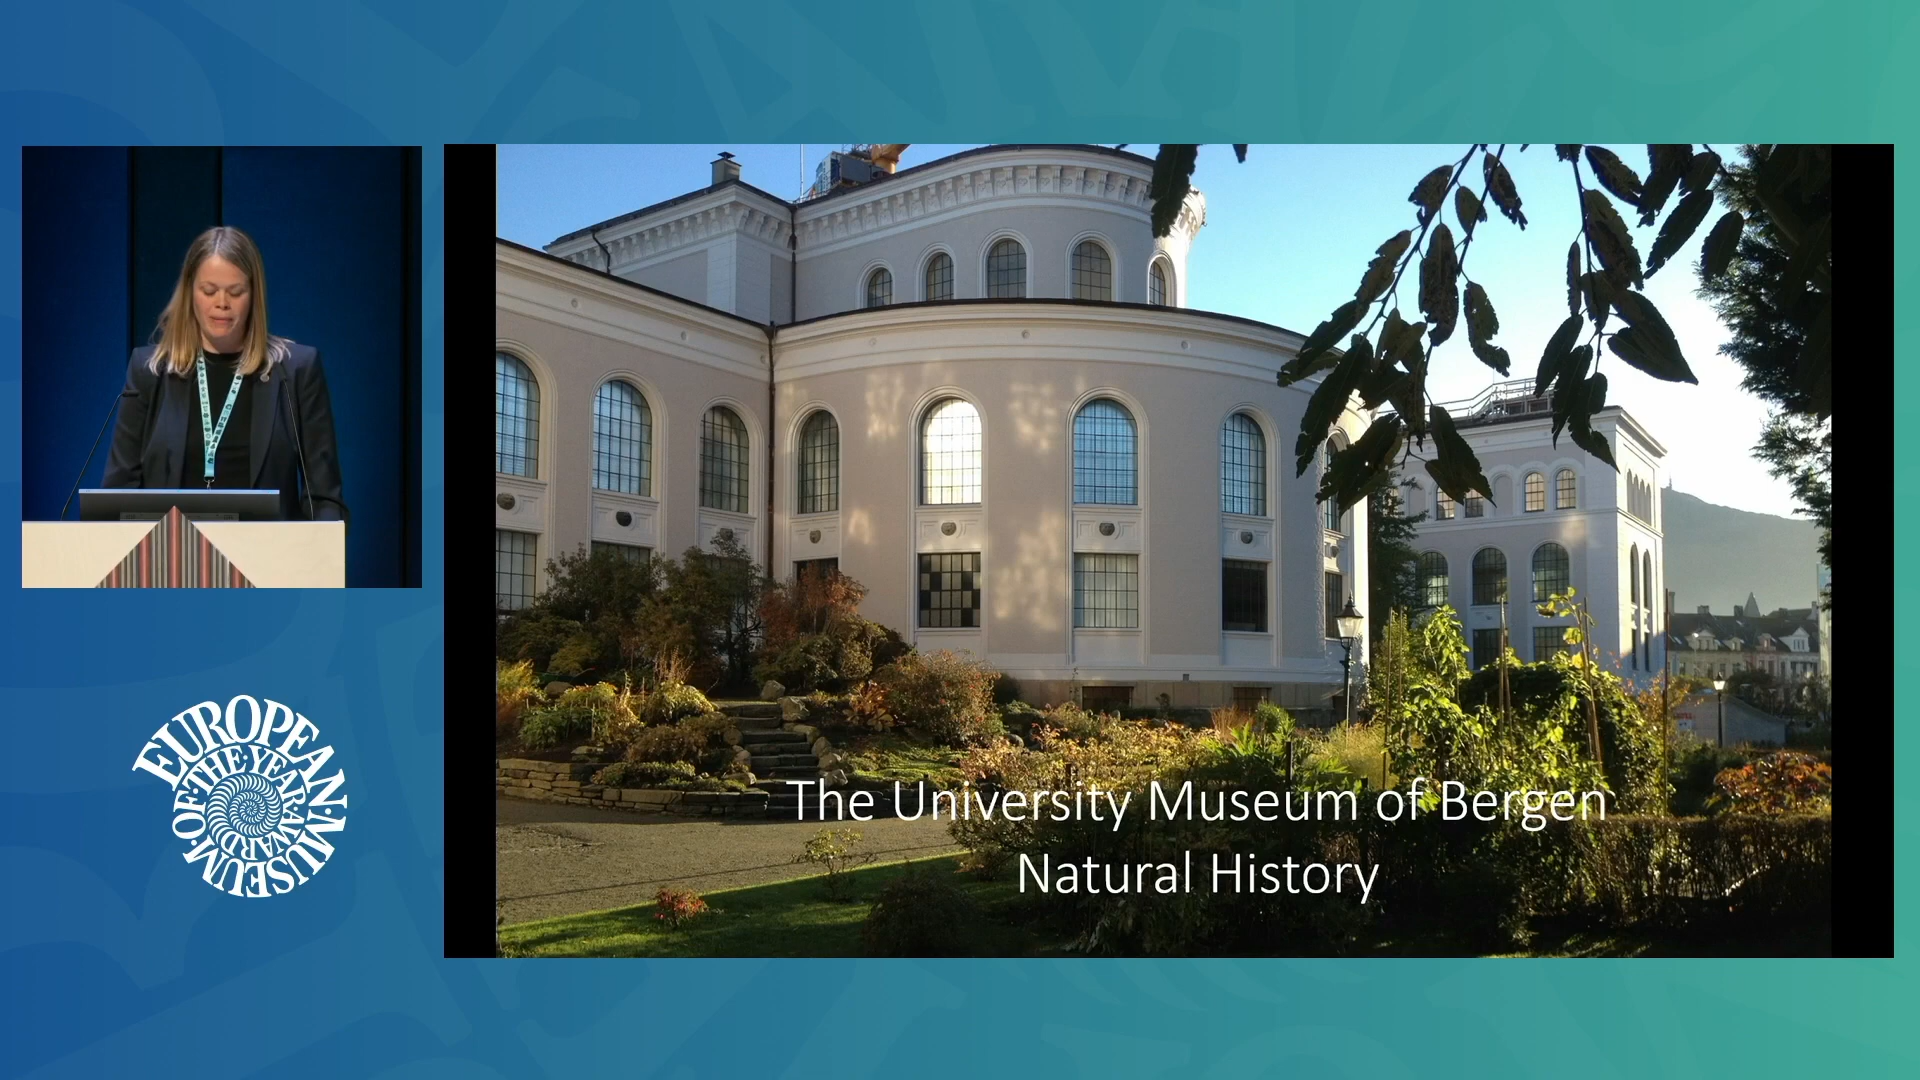 EUROPEAN·MUSEUM·OF·THE·YEAR·AWARD
The University Museum of Bergen
Natural History